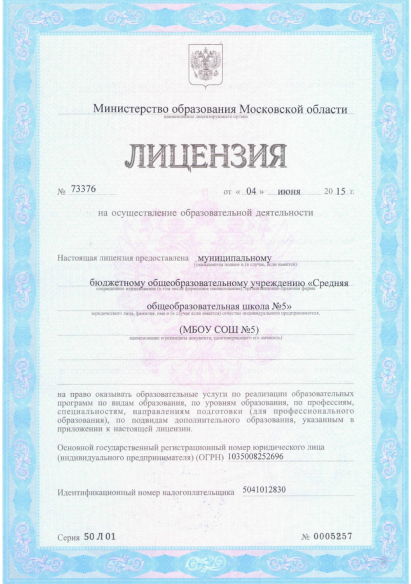 Министерство образования Московской области
наименование лицензирующего органа
ЛИЦЕНЗИЯ
№ 73376 от « 04 » июня 2015 г.
на осуществление образовательной деятельности
Настоящая лицензия предоставлена муниципальному
(указываются полное и (в случае, если имеется)
бюджетному общеобразовательному учреждению «Средняя
сокращенное наименование (в том числе фирменное наименование), организационно-правовая форма
общеобразовательная школа №5»
юридического лица, фамилия, имя и (в случае если имеется) отчество индивидуального предпринимателя,
(МБОУ СОШ №5)
наименование и реквизиты документа, удостоверяющего его личность)
на право оказывать образовательные услуги по реализации образовательных
программ по видам образования, по уровням образования, по профессиям,
специальностям, направлениям подготовки (для профессионального
образования), по подвидам дополнительного образования, указанным в
приложении к настоящей лицензии.
Основной государственный регистрационный номер юридического лица
(индивидуального предпринимателя) (ОГРН) 1035008252696
Идентификационный номер налогоплательщика 5041012830
Серия 50 Л 01 № 0005257